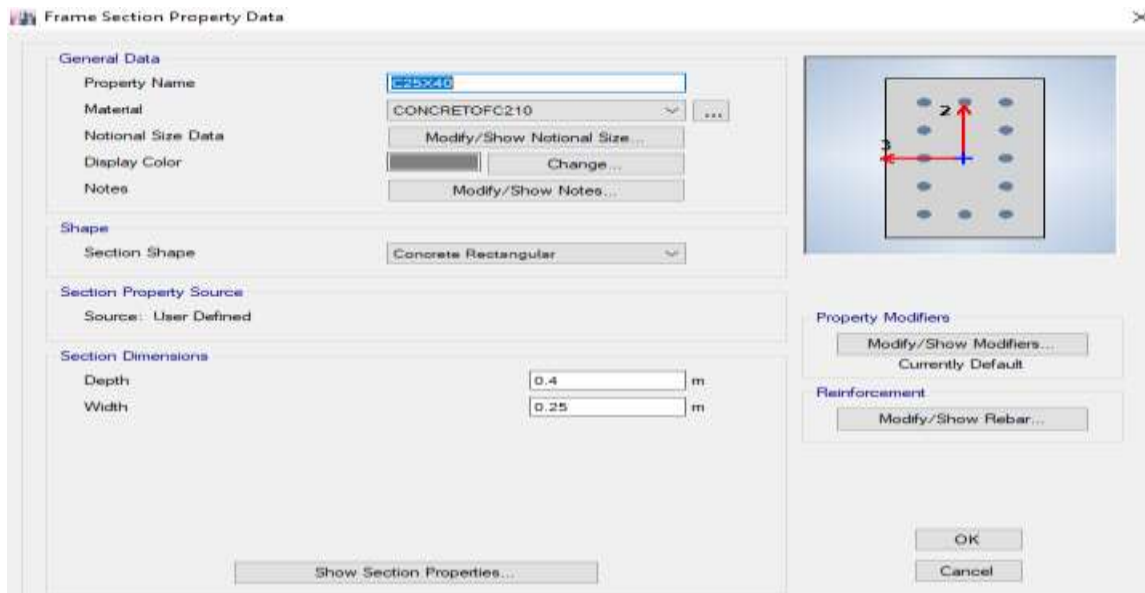 Frame Section Property Data
General Data
Property Name C25X40
Material CONCRETOFC210 ...
Notional Size Data Modify/Show Notional Size...
Display Color Change...
Notes Modify/Show Notes...
Shape
Section Shape Concrete Rectangular
Section Property Source
Source: User Defined
Section Dimensions
Depth 0.4 m
Width 0.25 m
Show Section Properties...
2
3
Property Modifiers
Modify/Show Modifiers...
Currently Default
Reinforcement
Modify/Show Rebar...
OK
Cancel